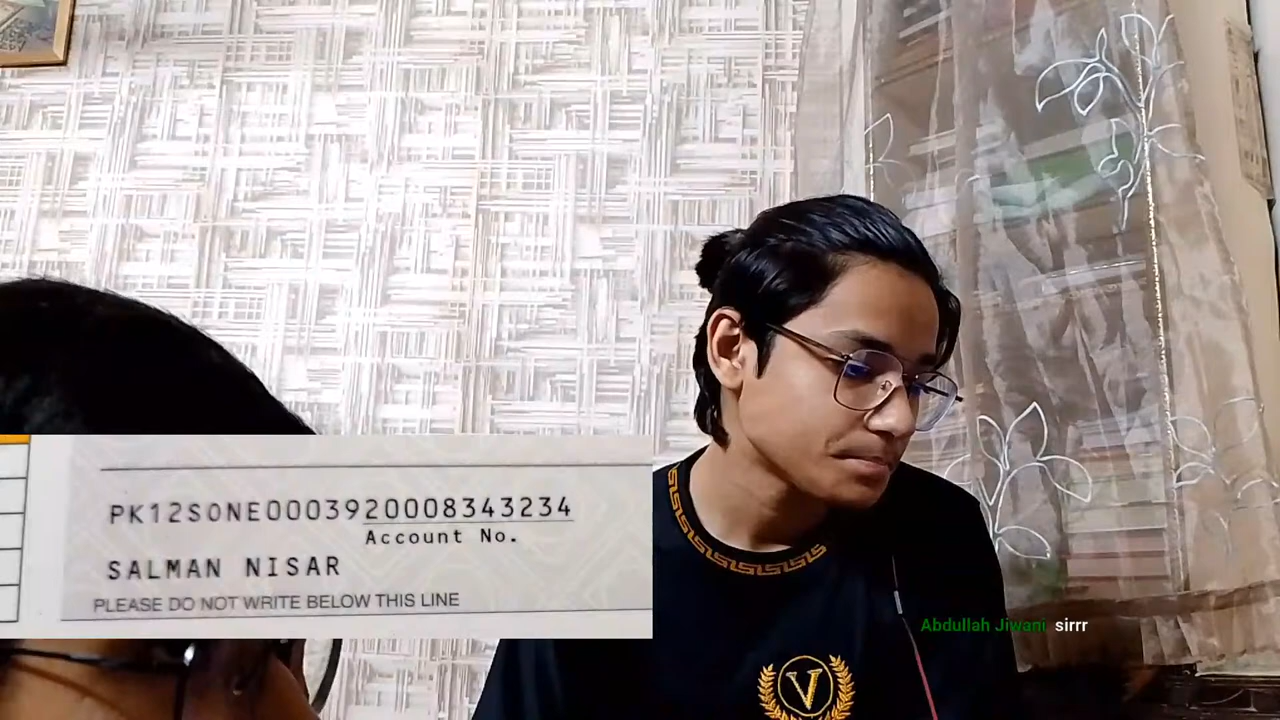 PK12SONE0003920008343234
Account No.
SALMAN NISAR
PLEASE DO NOT WRITE BELOW THIS LINE
Abdullah Jiwani sirrr
V